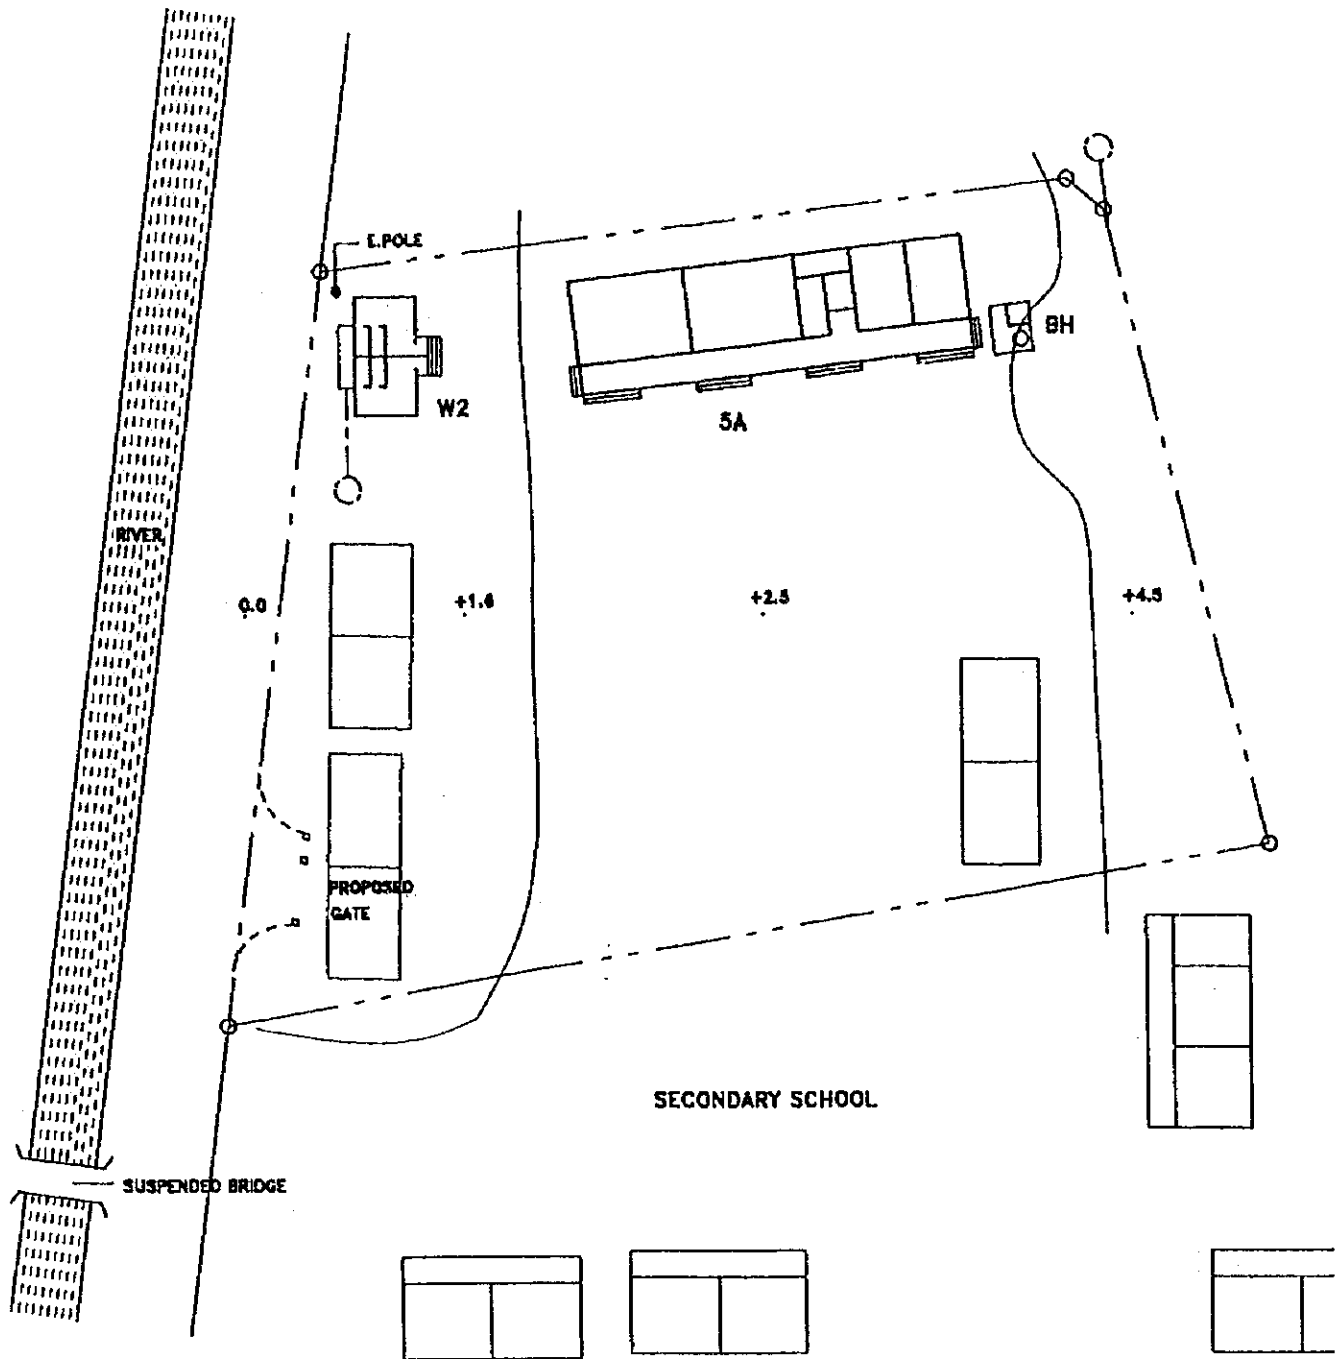 E.POLE
BH
W2
5A
RIVER
0.0
+1.6
+2.5
+4.5
PROPOSED
GATE
SECONDARY SCHOOL
SUSPENDED BRIDGE